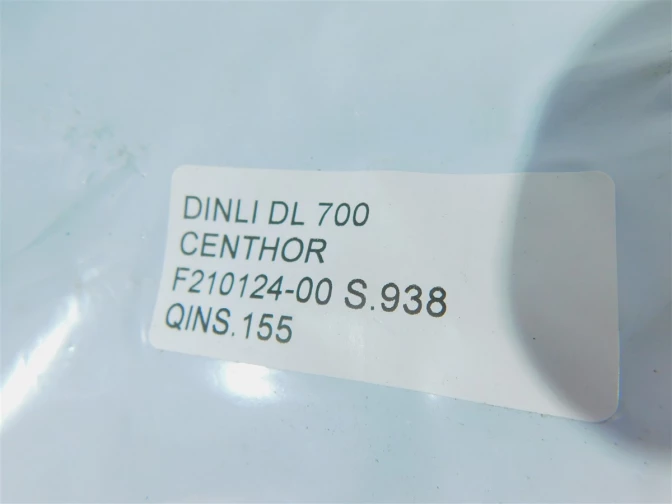 DINLI DL 700
CENTHOR
F210124-00 S.938
QINS.155